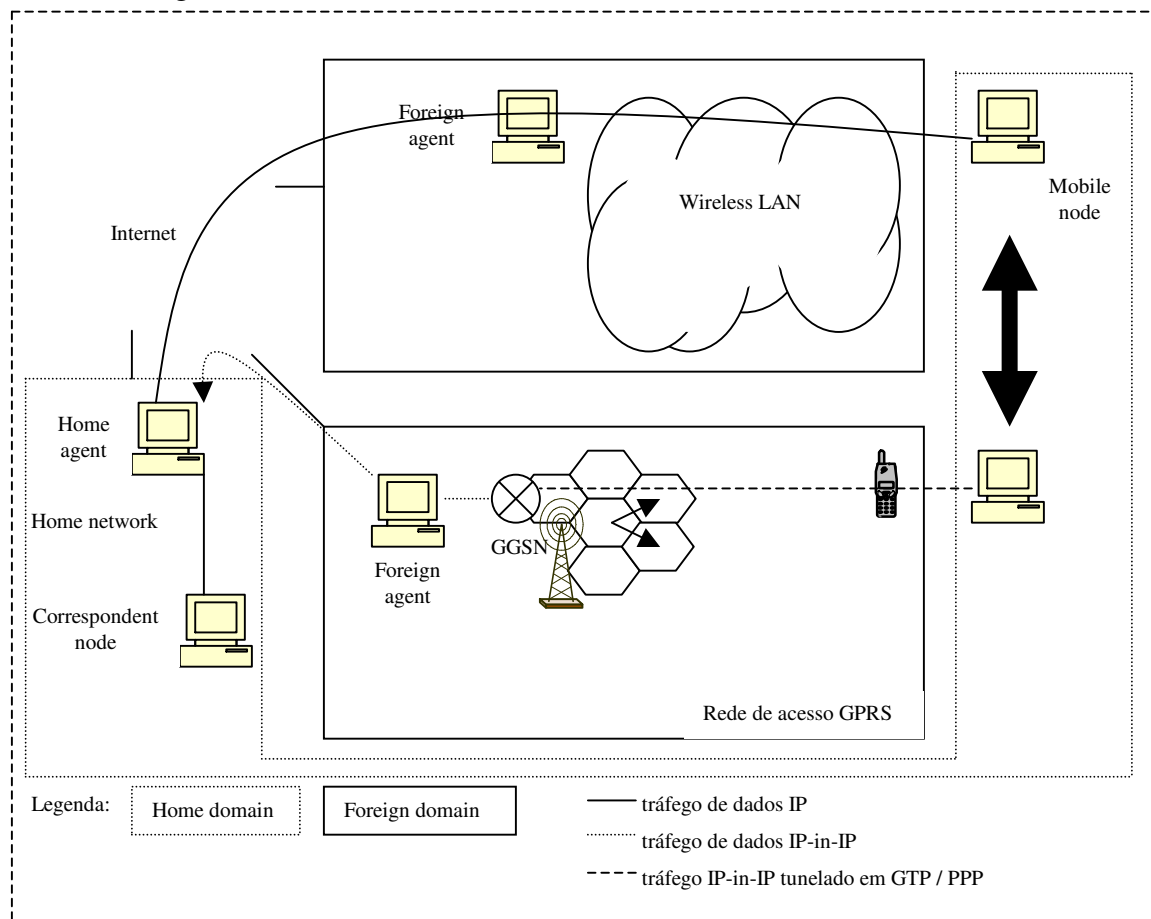 Foreign
agent
Wireless LAN
Mobile
node
Internet
Home
agent
Home network
GGSN
Foreign
agent
Correspondent
node
Rede de acesso GPRS
Legenda:
Home domain
Foreign domain
tráfego de dados IP
tráfego de dados IP-in-IP
tráfego IP-in-IP tunelado em GTP / PPP